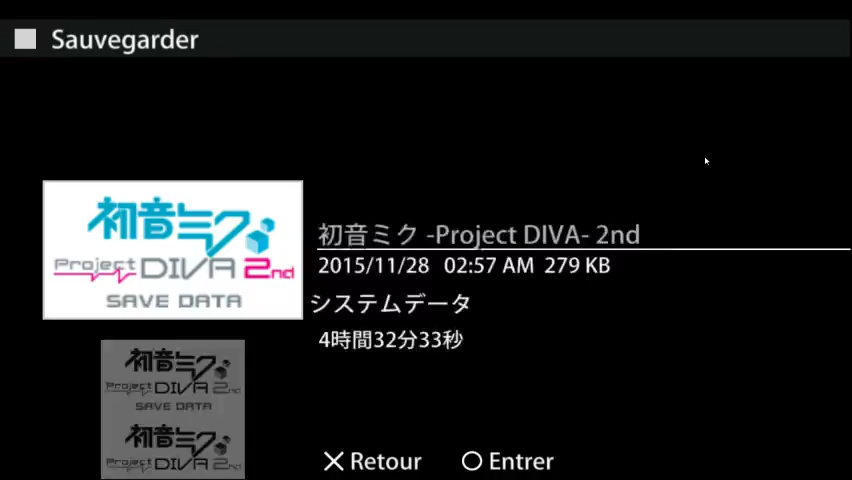 Sauvegarder
初音ミク
Project DIVA 2nd
SAVE DATA
初音ミク -Project DIVA- 2nd
2015/11/28 02:57 AM 279 KB
システムデータ
4時間32分33秒
初音ミク
Project DIVA 2nd
SAVE DATA
初音ミク
Project DIVA 2nd
Retour
Entrer